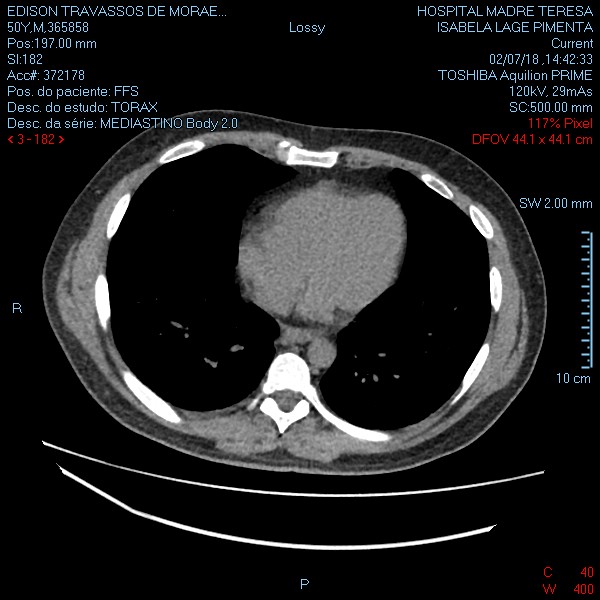 EDISON TRAVASSOS DE MORAE...
50Y,M,365858
Pos:197.00 mm
SI:182
Acc#: 372178
Pos. do paciente: FFS
Desc. do estudo: TORAX
Desc. da série: MEDIASTINO Body 2.0
< 3 - 182 >
Lossy
HOSPITAL MADRE TERESA
ISABELA LAGE PIMENTA
Current
02/07/18 ,14:42:33
TOSHIBA Aquilion PRIME
120kV, 29mAs
SC:500.00 mm
117% Pixel
DFOV 44.1 x 44.1 cm
SW 2.00 mm
R
10 cm
P
C 40
W 400